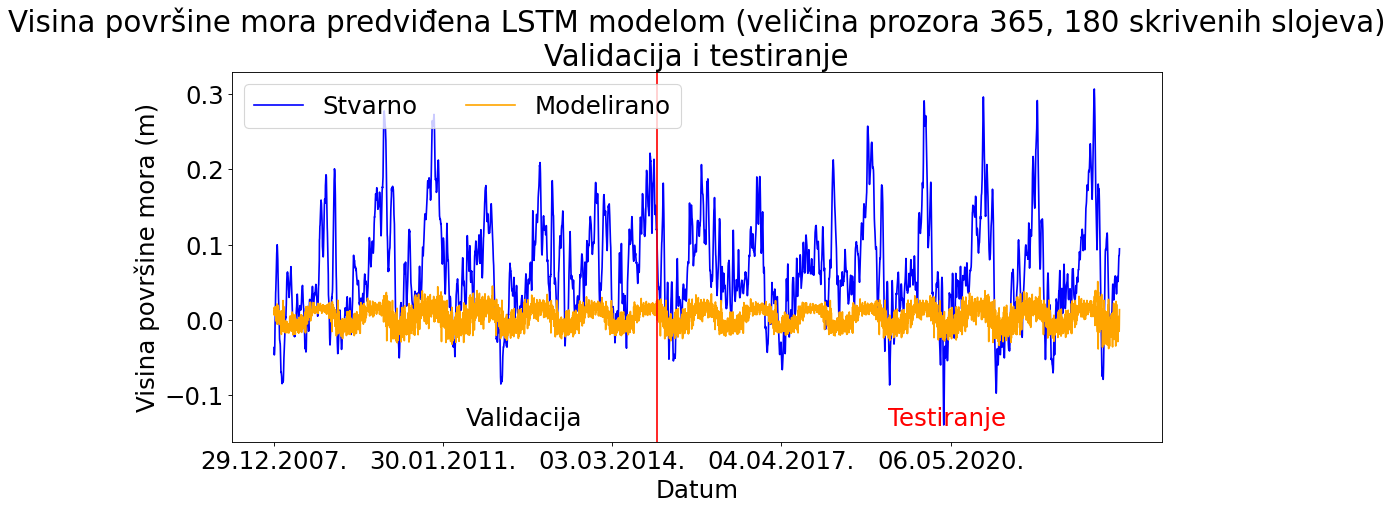 Visina površine mora predviđena LSTM modelom (veličina prozora 365, 180 skrivenih slojeva)
Validacija i testiranje
Stvarno
Modelirano
Visina površine mora (m)
0.3
0.2
0.1
0.0
−0.1
Validacija
Testiranje
29.12.2007.
30.01.2011.
03.03.2014.
04.04.2017.
06.05.2020.
Datum